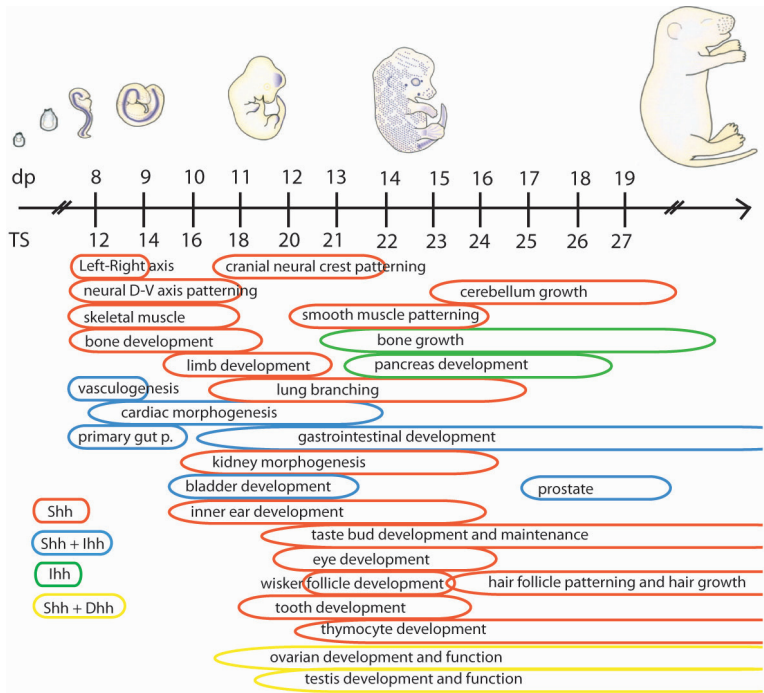 dp 8 9 10 11 12 13 14 15 16 17 18 19
TS 12 14 16 18 20 21 22 23 24 25 26 27
Left-Right axis cranial neural crest patterning
neural D-V axis patterning cerebellum growth
skeletal muscle smooth muscle patterning
bone development bone growth
limb development pancreas development
vasculogenesis lung branching
cardiac morphogenesis
primary gut p. gastrointestinal development
kidney morphogenesis
bladder development prostate
Shh inner ear development
Shh + Ihh taste bud development and maintenance
eye development
Ihh wisker follicle development hair follicle patterning and hair growth
Shh + Dhh tooth development
thymocyte development
ovarian development and function
testis development and function